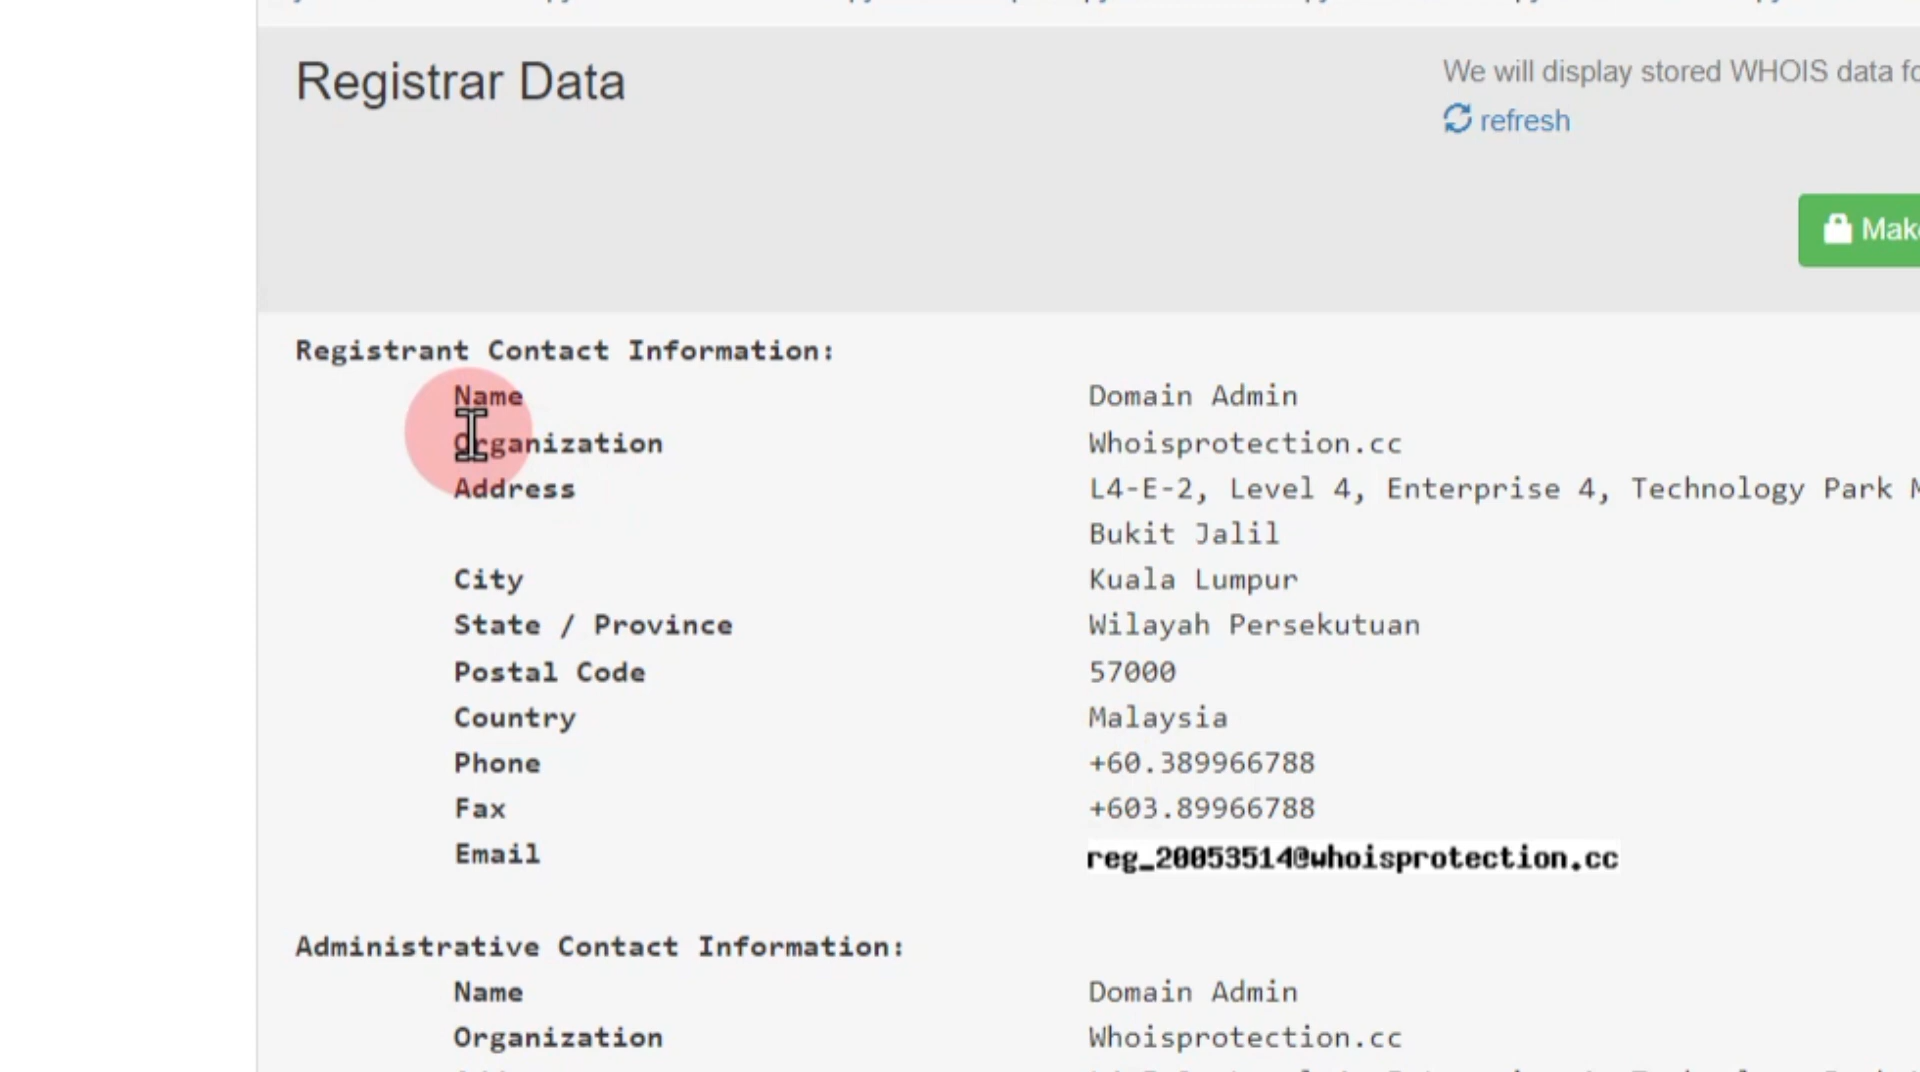 Registrar Data
We will display stored WHOIS data
refresh
Registrant Contact Information:
Name Domain Admin
Organization Whoisprotection.cc
Address L4-E-2, Level 4, Enterprise 4, Technology Park
Bukit Jalil
City Kuala Lumpur
State / Province Wilayah Persekutuan
Postal Code 57000
Country Malaysia
Phone +60.389966788
Fax +603.89966788
Email reg_20053514@whoisprotection.cc
Administrative Contact Information:
Name Domain Admin
Organization Whoisprotection.cc